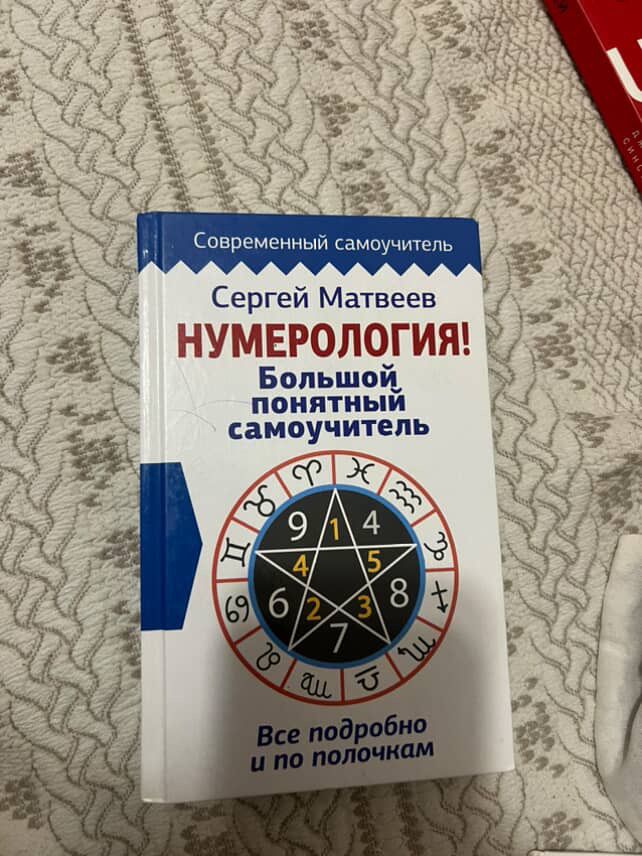 Современный самоучитель
Сергей Матвеев
НУМЕРОЛОГИЯ!
Большой
понятный
самоучитель
9 1 4
4 5
6 2 3 8
7
Все подробно
и по полочкам